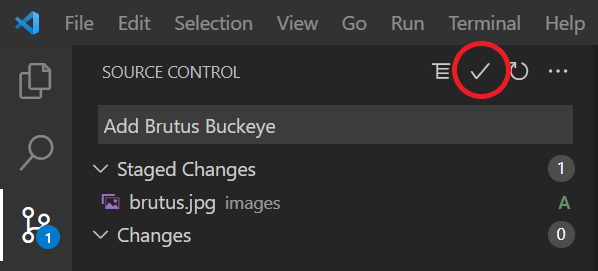 File Edit Selection View Go Run Terminal Help
SOURCE CONTROL
Add Brutus Buckeye
Staged Changes 1
brutus.jpg images A
1
Changes 0